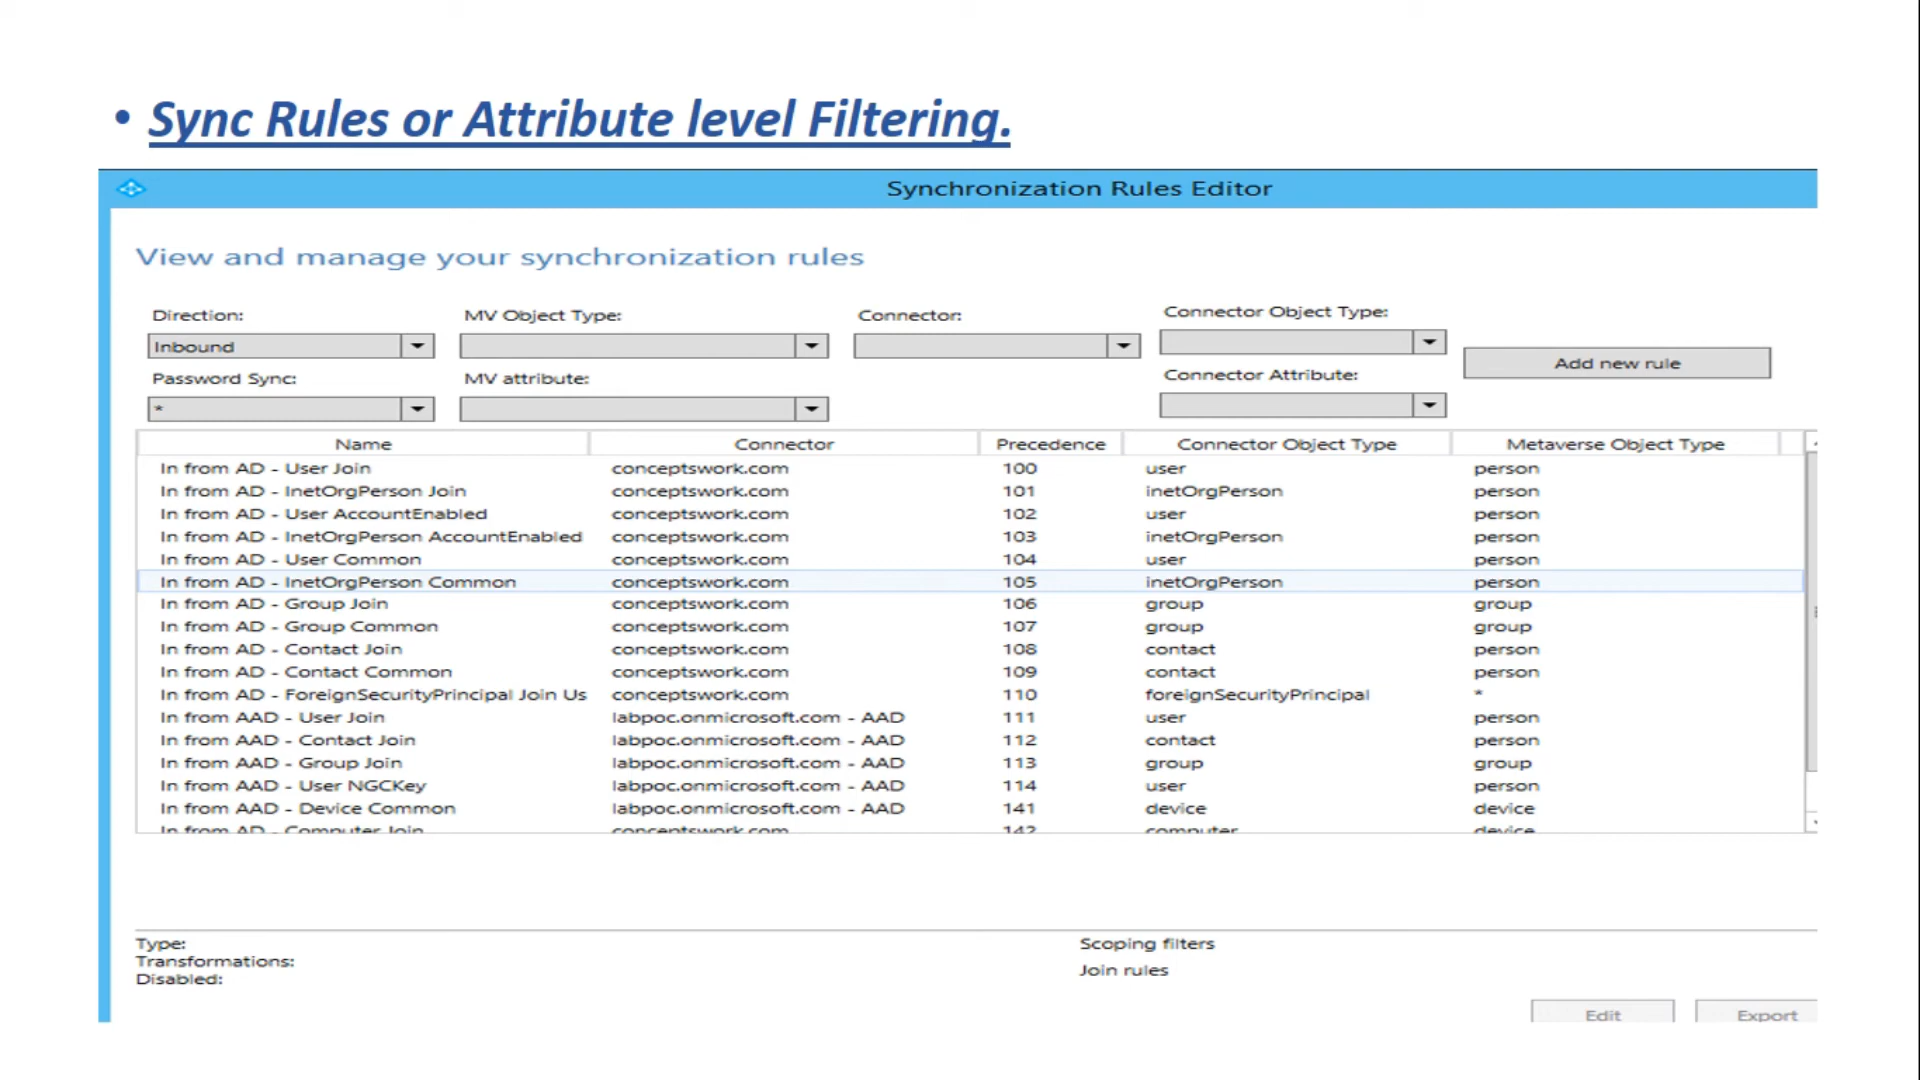 • Sync Rules or Attribute level Filtering.
Synchronization Rules Editor
View and manage your synchronization rules
Direction: MV Object Type: Connector: Connector Object Type:
Inbound
Add new rule
Password Sync: MV attribute: Connector Attribute:
*
Name Connector Precedence Connector Object Type Metaverse Object Type
In from AD - User Join conceptswork.com 100 user person
In from AD - InetOrgPerson Join conceptswork.com 101 inetOrgPerson person
In from AD - User AccountEnabled conceptswork.com 102 user person
In from AD - InetOrgPerson AccountEnabled conceptswork.com 103 inetOrgPerson person
In from AD - User Common conceptswork.com 104 user person
In from AD - InetOrgPerson Common conceptswork.com 105 inetOrgPerson person
In from AD - Group Join conceptswork.com 106 group group
In from AD - Group Common conceptswork.com 107 group group
In from AD - Contact Join conceptswork.com 108 contact person
In from AD - Contact Common conceptswork.com 109 contact person
In from AD - ForeignSecurityPrincipal Join Us conceptswork.com 110 foreignSecurityPrincipal *
In from AAD - User Join labpoc.onmicrosoft.com - AAD 111 user person
In from AAD - Contact Join labpoc.onmicrosoft.com - AAD 112 contact person
In from AAD - Group Join labpoc.onmicrosoft.com - AAD 113 group group
In from AAD - User NGCKey labpoc.onmicrosoft.com - AAD 114 user person
In from AAD - Device Common labpoc.onmicrosoft.com - AAD 141 device device
In from AD - Computer Join conceptswork.com 142 computer device
Type: Scoping filters
Transformations: Join rules
Disabled:
Edit Export